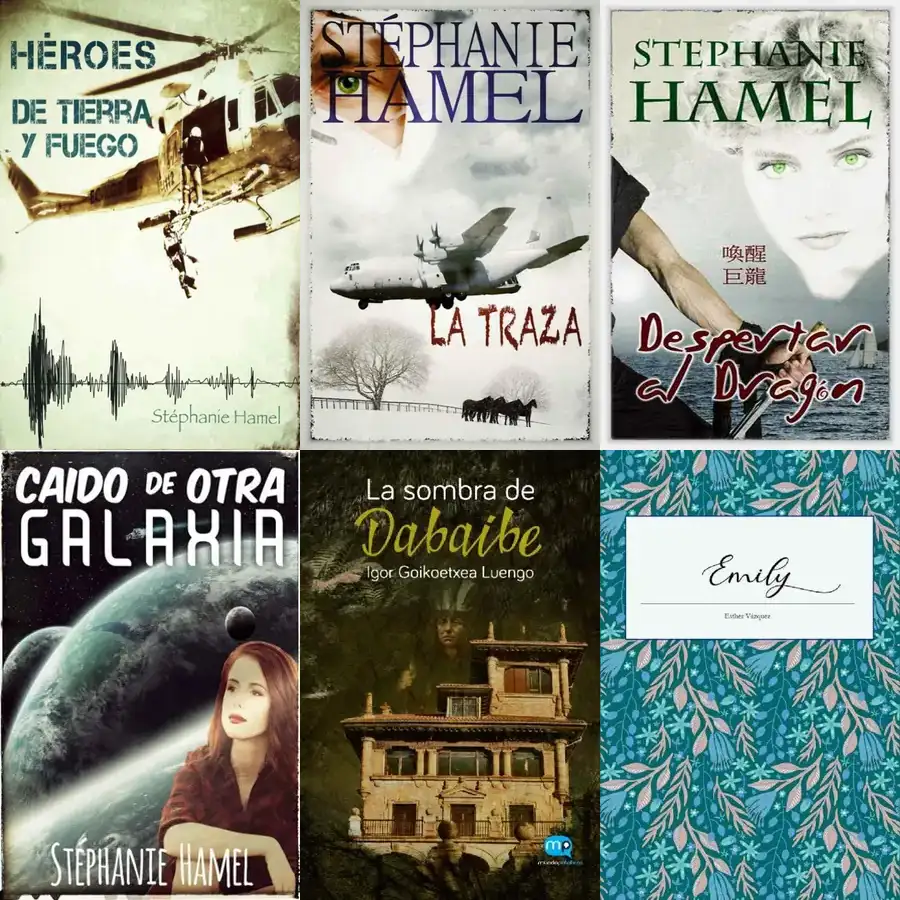 HÉROES
DE TIERRA
Y FUEGO
Stéphanie Hamel
STÉPHANIE
HAMEL
LA TRAZA
STEPHANIE
HAMEL
喚醒
巨龍
Despertar
al Dragón
CAIDO DE OTRA
GALAXIA
STÉPHANIE HAMEL
La sombra de
Dabaibe
Igor Goikoetxea Luengo
Emily
Esther Vázquez